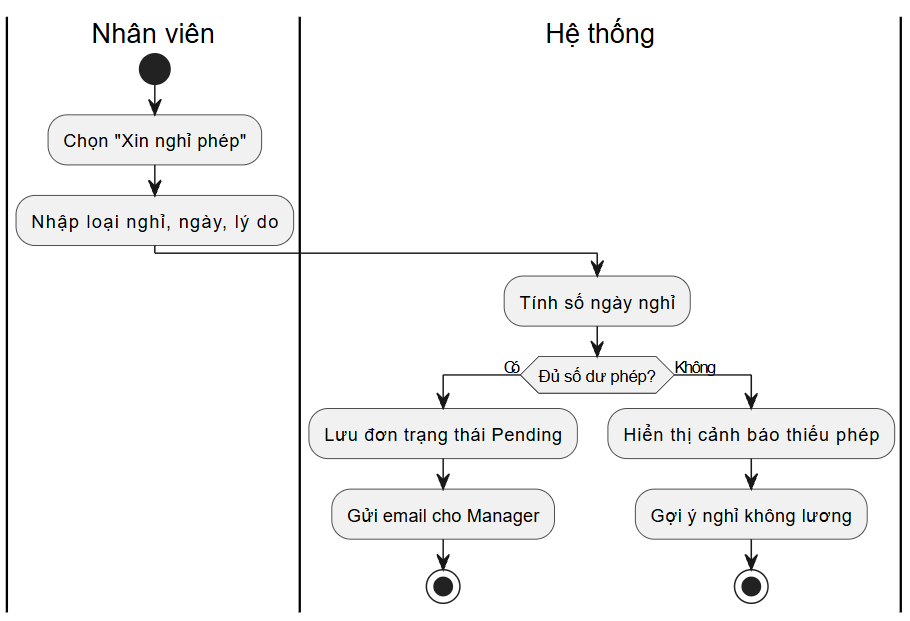 Nhân viên
Hệ thống
Chọn "Xin nghỉ phép"
Nhập loại nghỉ, ngày, lý do
Tính số ngày nghỉ
Đủ số dư phép?
Có
Không
Lưu đơn trạng thái Pending
Hiển thị cảnh báo thiếu phép
Gửi email cho Manager
Gợi ý nghỉ không lương